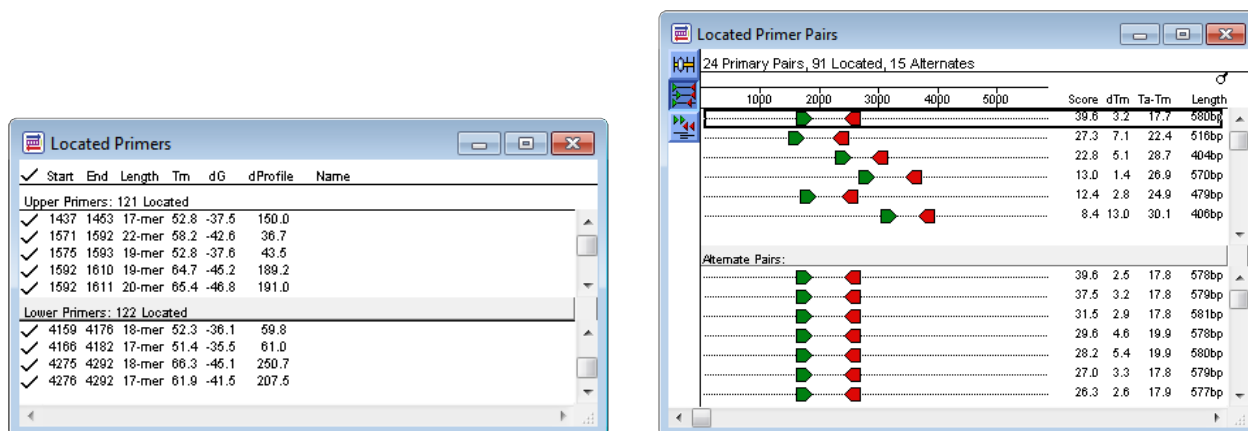 Located Primers
Start End Length Tm dG dProfile Name
Upper Primers: 121 Located
1437 1453 17-mer 52.8 -37.5 150.0
1571 1592 22-mer 58.2 -42.6 36.7
1575 1593 19-mer 52.8 -37.6 43.5
1592 1610 19-mer 64.7 -45.2 189.2
1592 1611 20-mer 65.4 -46.8 191.0
Lower Primers: 122 Located
4159 4176 18-mer 52.3 -36.1 59.8
4166 4182 17-mer 51.4 -35.5 61.0
4275 4292 18-mer 66.3 -45.1 250.7
4276 4292 17-mer 61.9 -41.5 207.5
Located Primer Pairs
24 Primary Pairs, 91 Located, 15 Alternates
1000 2000 3000 4000 5000 Score dTm Ta-Tm Length
39.6 3.2 17.7 580bp
27.3 7.1 22.4 516bp
22.8 5.1 28.7 404bp
13.0 1.4 26.9 570bp
12.4 2.8 24.9 479bp
8.4 13.0 30.1 406bp
Alternate Pairs:
39.6 2.5 17.8 578bp
37.5 3.2 17.8 579bp
31.5 2.9 17.8 581bp
29.6 4.6 19.9 578bp
28.2 5.4 19.9 580bp
27.0 3.3 17.8 579bp
26.3 2.6 17.9 577bp